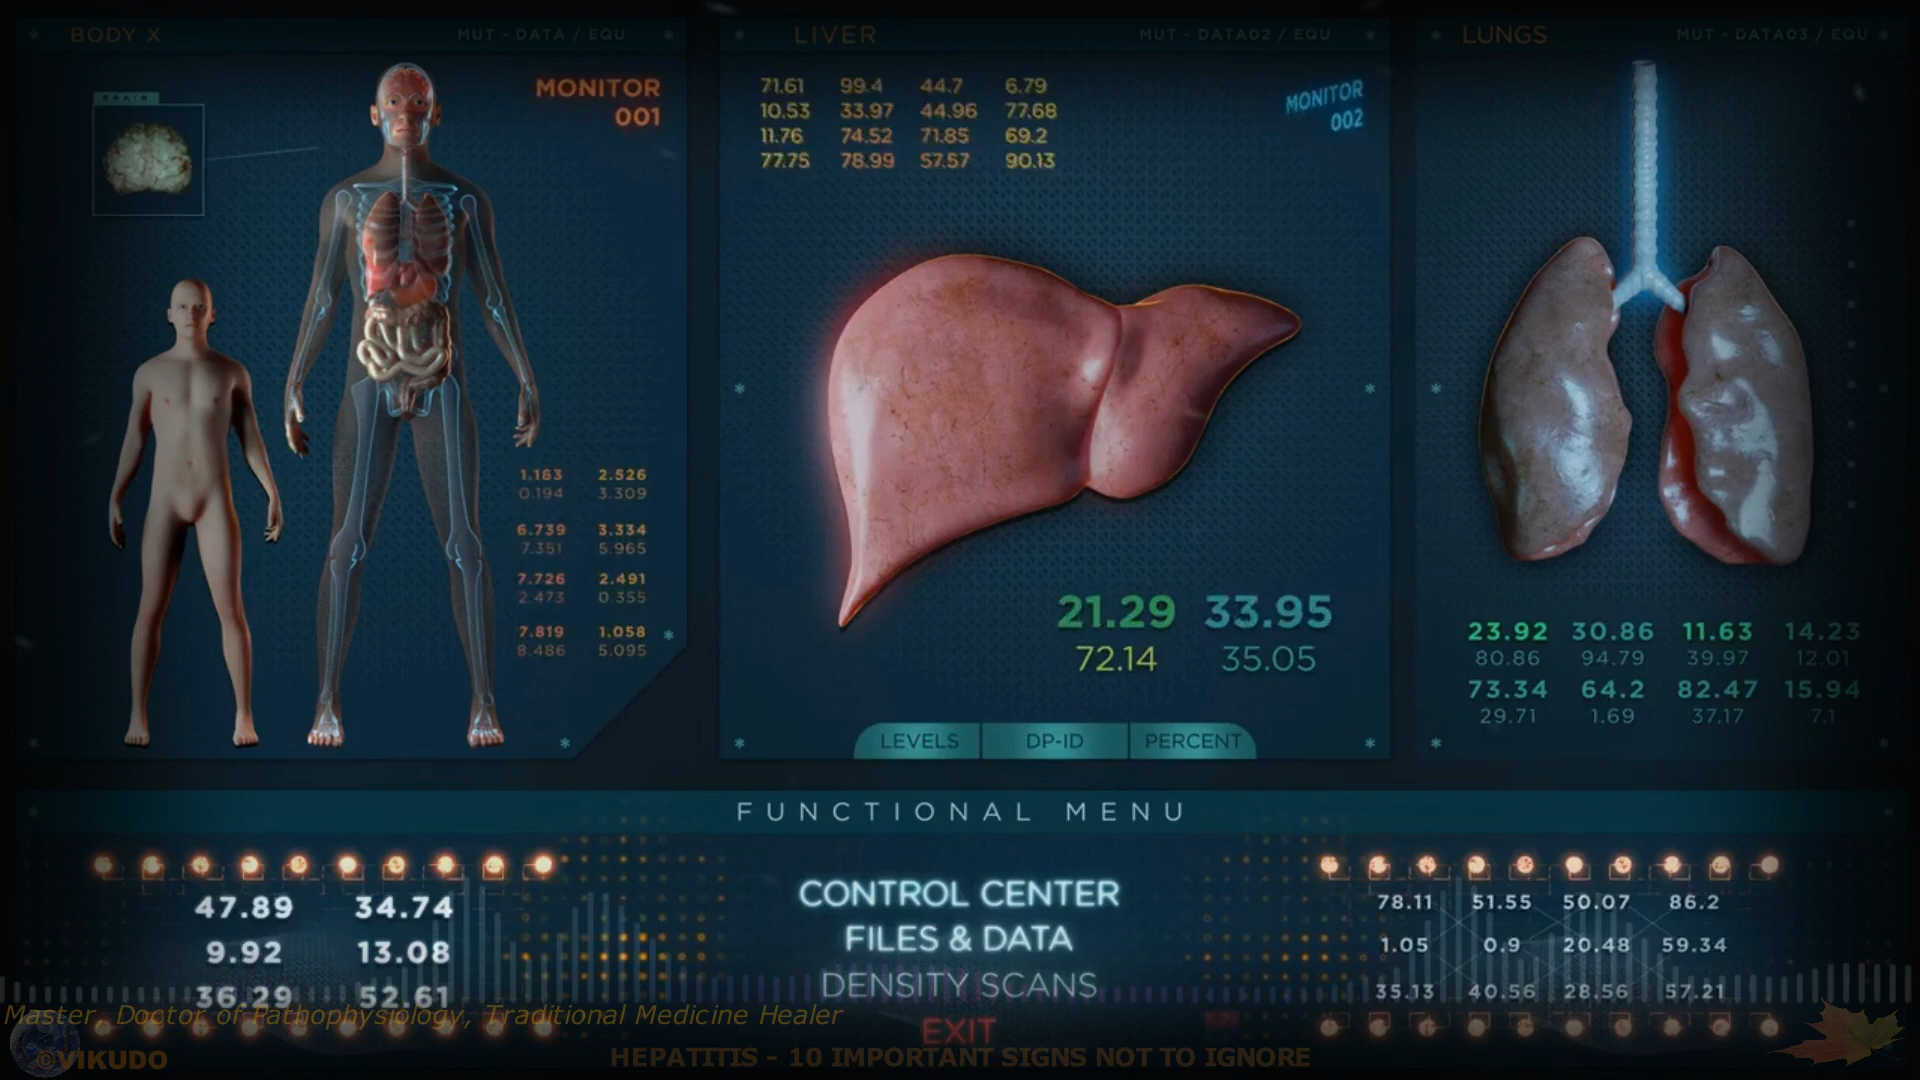 BODY X
MUT - DATA / EQU
BRAIN
MONITOR
001
1.163 2.526
0.194 3.309
6.739 3.334
7.351 5.965
7.726 2.491
2.473 0.355
7.819 1.058
8.486 5.095
LIVER
MUT - DATA02 / EQU
71.61 99.4 44.7 6.79
10.53 33.97 44.96 77.68
11.76 74.52 71.85 69.2
77.75 78.99 57.57 90.13
MONITOR
002
21.29 33.95
72.14 35.05
LEVELS DP-ID PERCENT
LUNGS
MUT - DATA03 / EQU
23.92 30.86 11.63 14.23
80.86 94.79 39.97 12.01
73.34 64.2 82.47 15.94
29.71 1.69 37.17 7.1
FUNCTIONAL MENU
47.89 34.74
9.92 13.08
36.29 52.61
CONTROL CENTER
FILES & DATA
DENSITY SCANS
EXIT
78.11 51.55 50.07 86.2
1.05 0.9 20.48 59.34
35.13 40.56 28.56 57.21
Master, Doctor of Pathophysiology, Traditional Medicine Healer
©VIKUDO
HEPATITIS - 10 IMPORTANT SIGNS NOT TO IGNORE